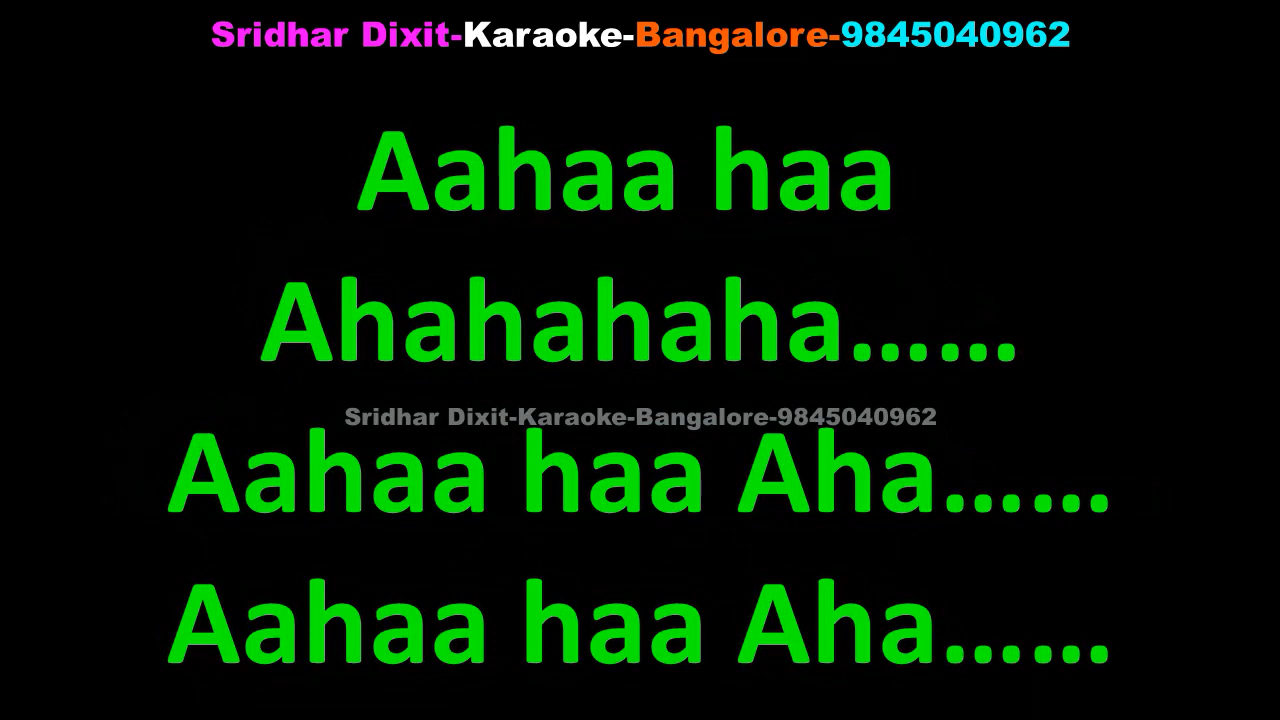 Sridhar Dixit-Karaoke-Bangalore-9845040962
Aahaa haa
Ahahahaha......
Sridhar Dixit-Karaoke-Bangalore-9845040962
Aahaa haa Aha......
Aahaa haa Aha......